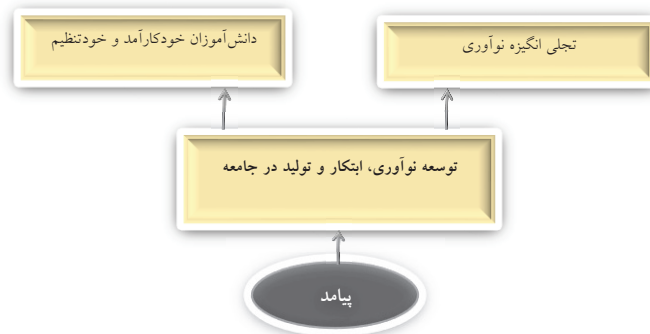 تجلی انگیزه نوآوری
دانش‌آموزان خودکارآمد و خودتنظیم
توسعه نوآوری، ابتکار و تولید در جامعه
پیامد